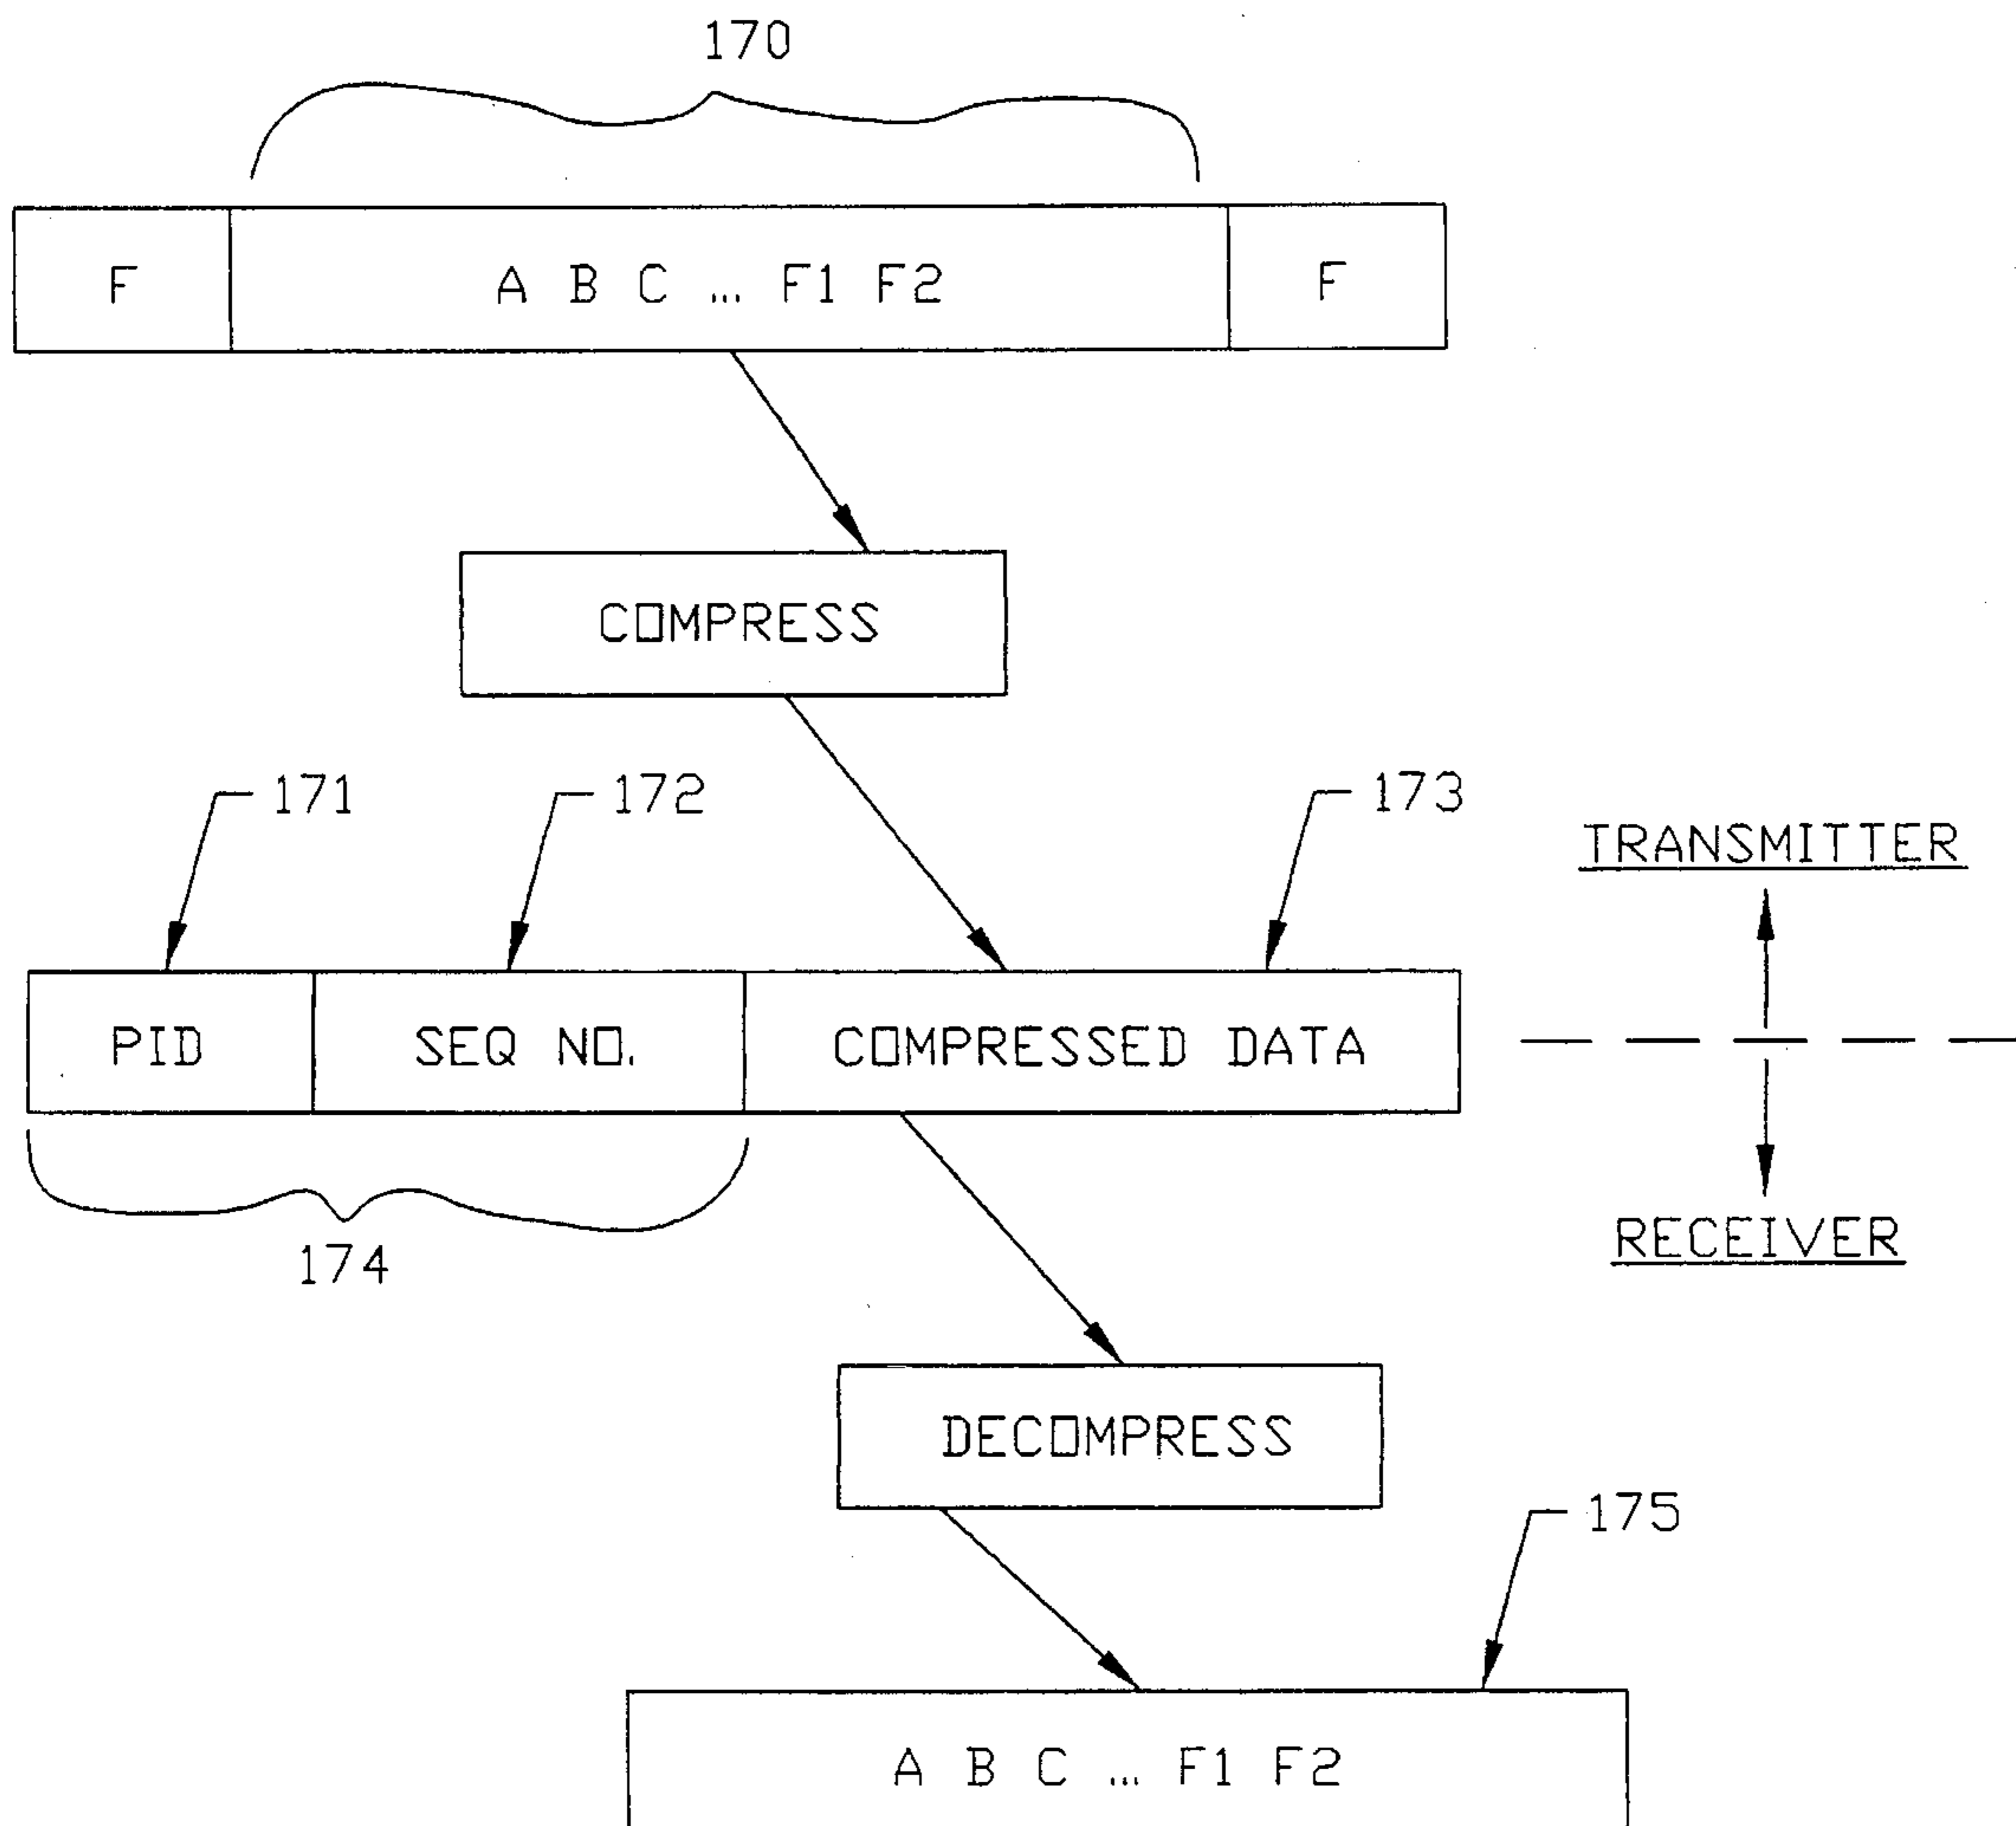 170
F A B C ... F1 F2 F
COMPRESS
171 172 173
TRANSMITTER
PID SEQ NO. COMPRESSED DATA
174
RECEIVER
DECOMPRESS
175
A B C ... F1 F2